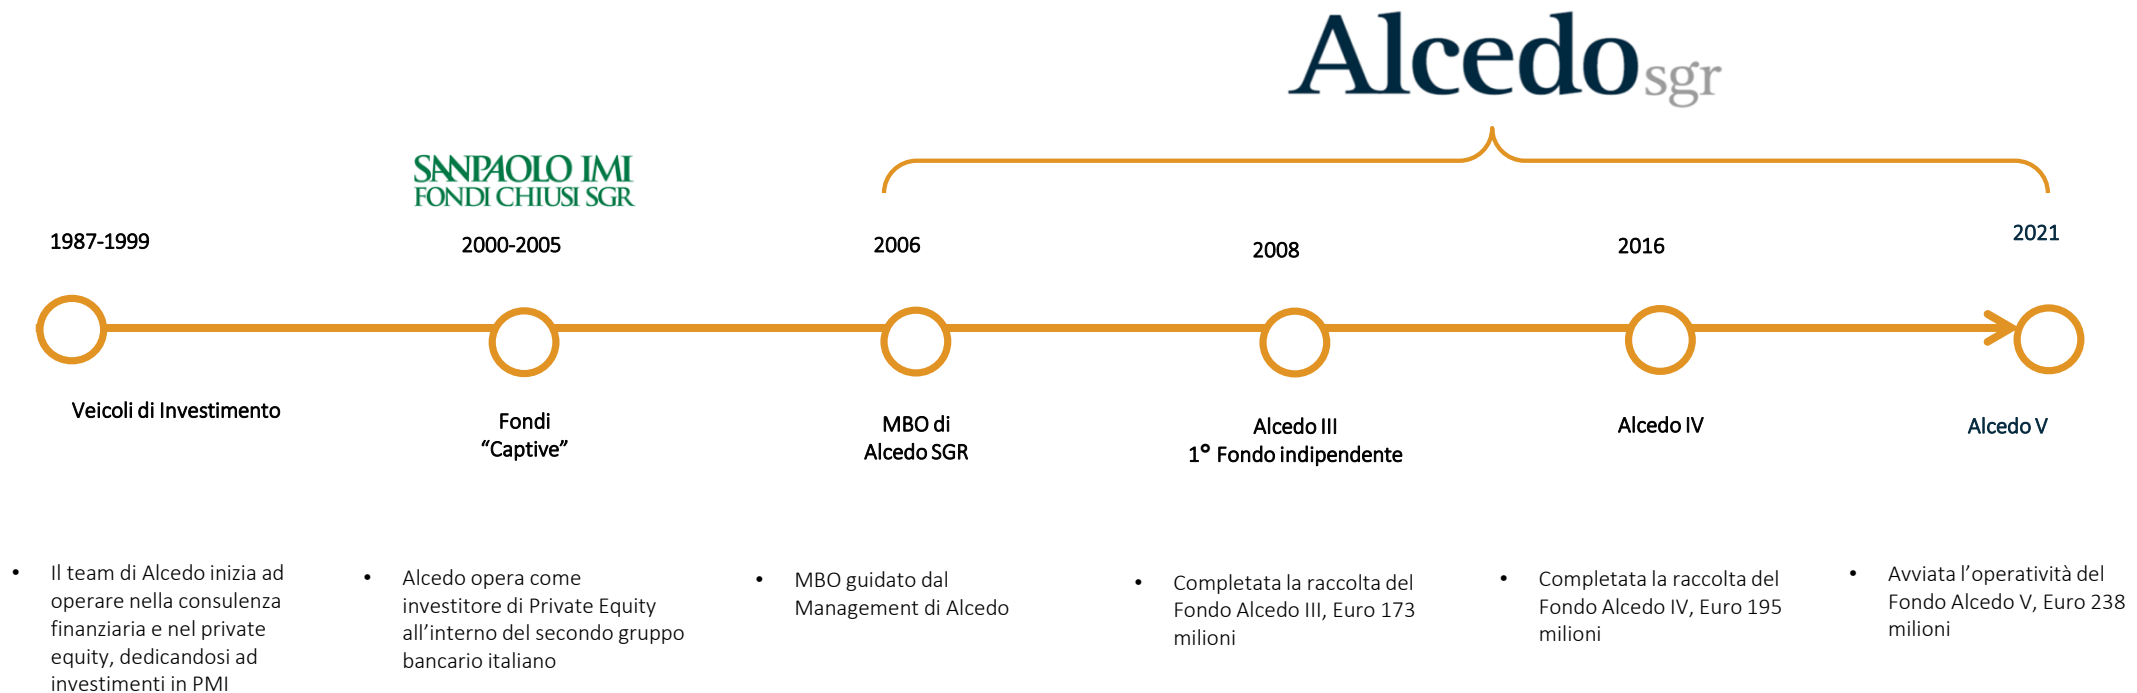 Alcedo sgr
SANPAOLO IMI
FONDI CHIUSI SGR
1987-1999
2000-2005
2006
2008
2016
2021
Veicoli di Investimento
Fondi
“Captive”
MBO di
Alcedo SGR
Alcedo III
1° Fondo indipendente
Alcedo IV
Alcedo V
• Il team di Alcedo inizia ad
operare nella consulenza
finanziaria e nel private
equity, dedicandosi ad
investimenti in PMI
• Alcedo opera come
investitore di Private Equity
all’interno del secondo gruppo
bancario italiano
• MBO guidato dal
Management di Alcedo
• Completata la raccolta del
Fondo Alcedo III, Euro 173
milioni
• Completata la raccolta del
Fondo Alcedo IV, Euro 195
milioni
• Avviata l’operatività del
Fondo Alcedo V, Euro 238
milioni